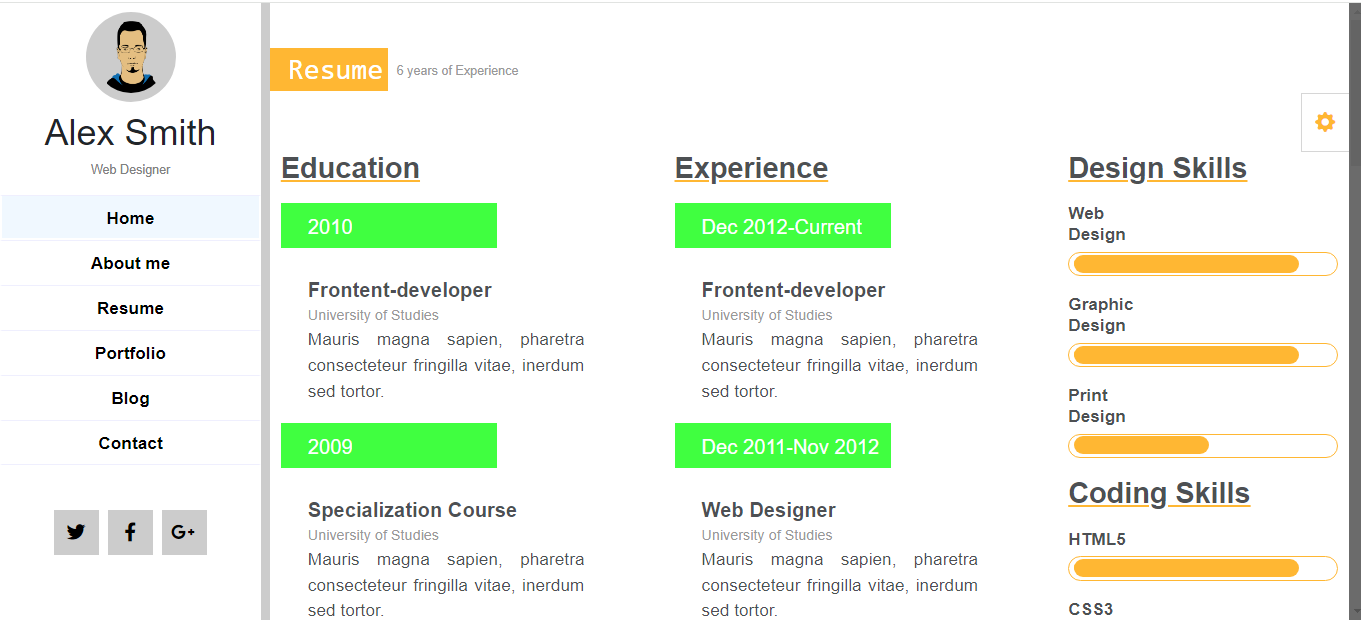 Alex Smith
Web Designer
Home
About me
Resume
Portfolio
Blog
Contact
G+
Resume
6 years of Experience
Education
2010
Frontent-developer
University of Studies
Mauris magna sapien, pharetra
consecteteur fringilla vitae, inerdum
sed tortor.
2009
Specialization Course
University of Studies
Mauris magna sapien, pharetra
consecteteur fringilla vitae, inerdum
sed tortor.
Experience
Dec 2012-Current
Frontent-developer
University of Studies
Mauris magna sapien, pharetra
consecteteur fringilla vitae, inerdum
sed tortor.
Dec 2011-Nov 2012
Web Designer
University of Studies
Mauris magna sapien, pharetra
consecteteur fringilla vitae, inerdum
sed tortor.
Design Skills
Web
Design
Graphic
Design
Print
Design
Coding Skills
HTML5
CSS3